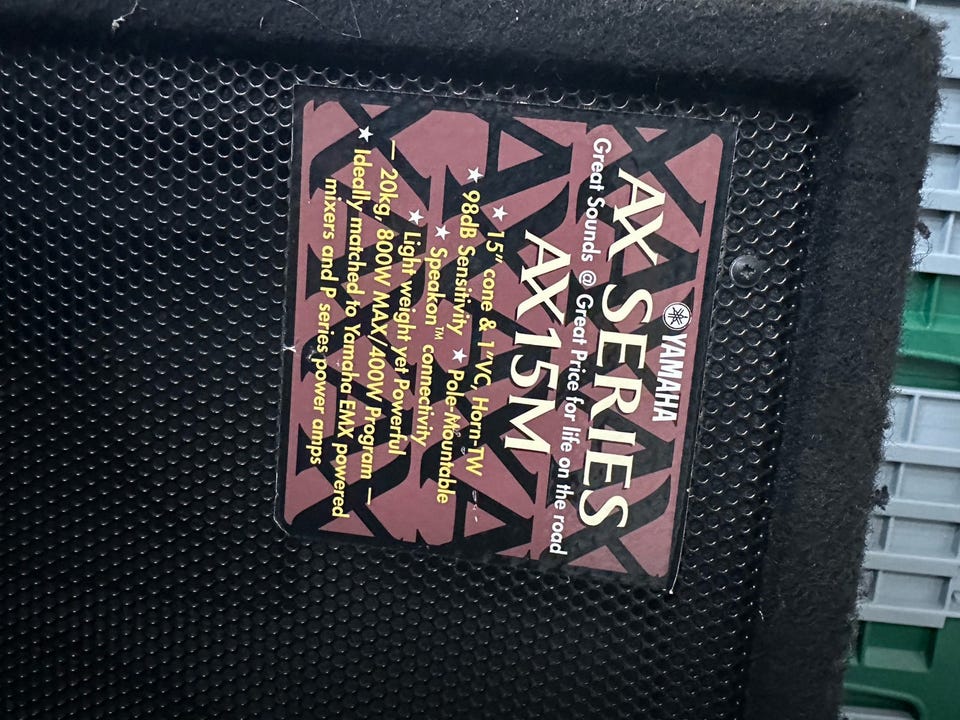 YAMAHA
AX SERIES
Great Sounds @ Great Price for life on the road
AX15M
★ 15" cone & 1"VC, Horn-TW
★ 98dB Sensitivity ★ Pole-Mountable
★ Speakon™ connectivity
★ Light weight yet Powerful
— 20kg, 800W MAX/400W Program —
★ Ideally matched to Yamaha EMX powered
mixers and P series power amps